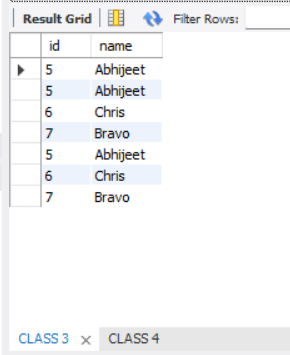 Result Grid Filter Rows:
id name
5 Abhijeet
5 Abhijeet
6 Chris
7 Bravo
5 Abhijeet
6 Chris
7 Bravo
CLASS 3 × CLASS 4